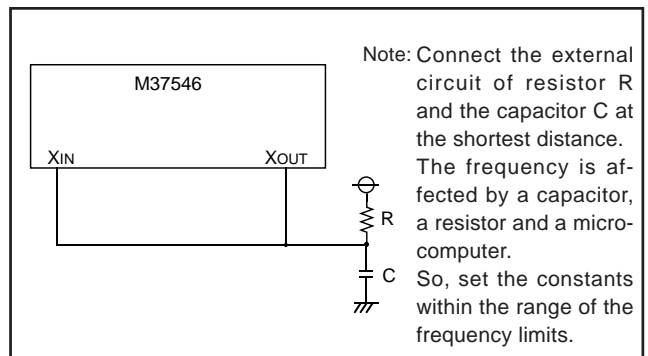 M37546
XIN
XOUT
R
C
Note: Connect the external
circuit of resistor R
and the capacitor C at
the shortest distance.
The frequency is af-
fected by a capacitor,
a resistor and a micro-
computer.
So, set the constants
within the range of the
frequency limits.